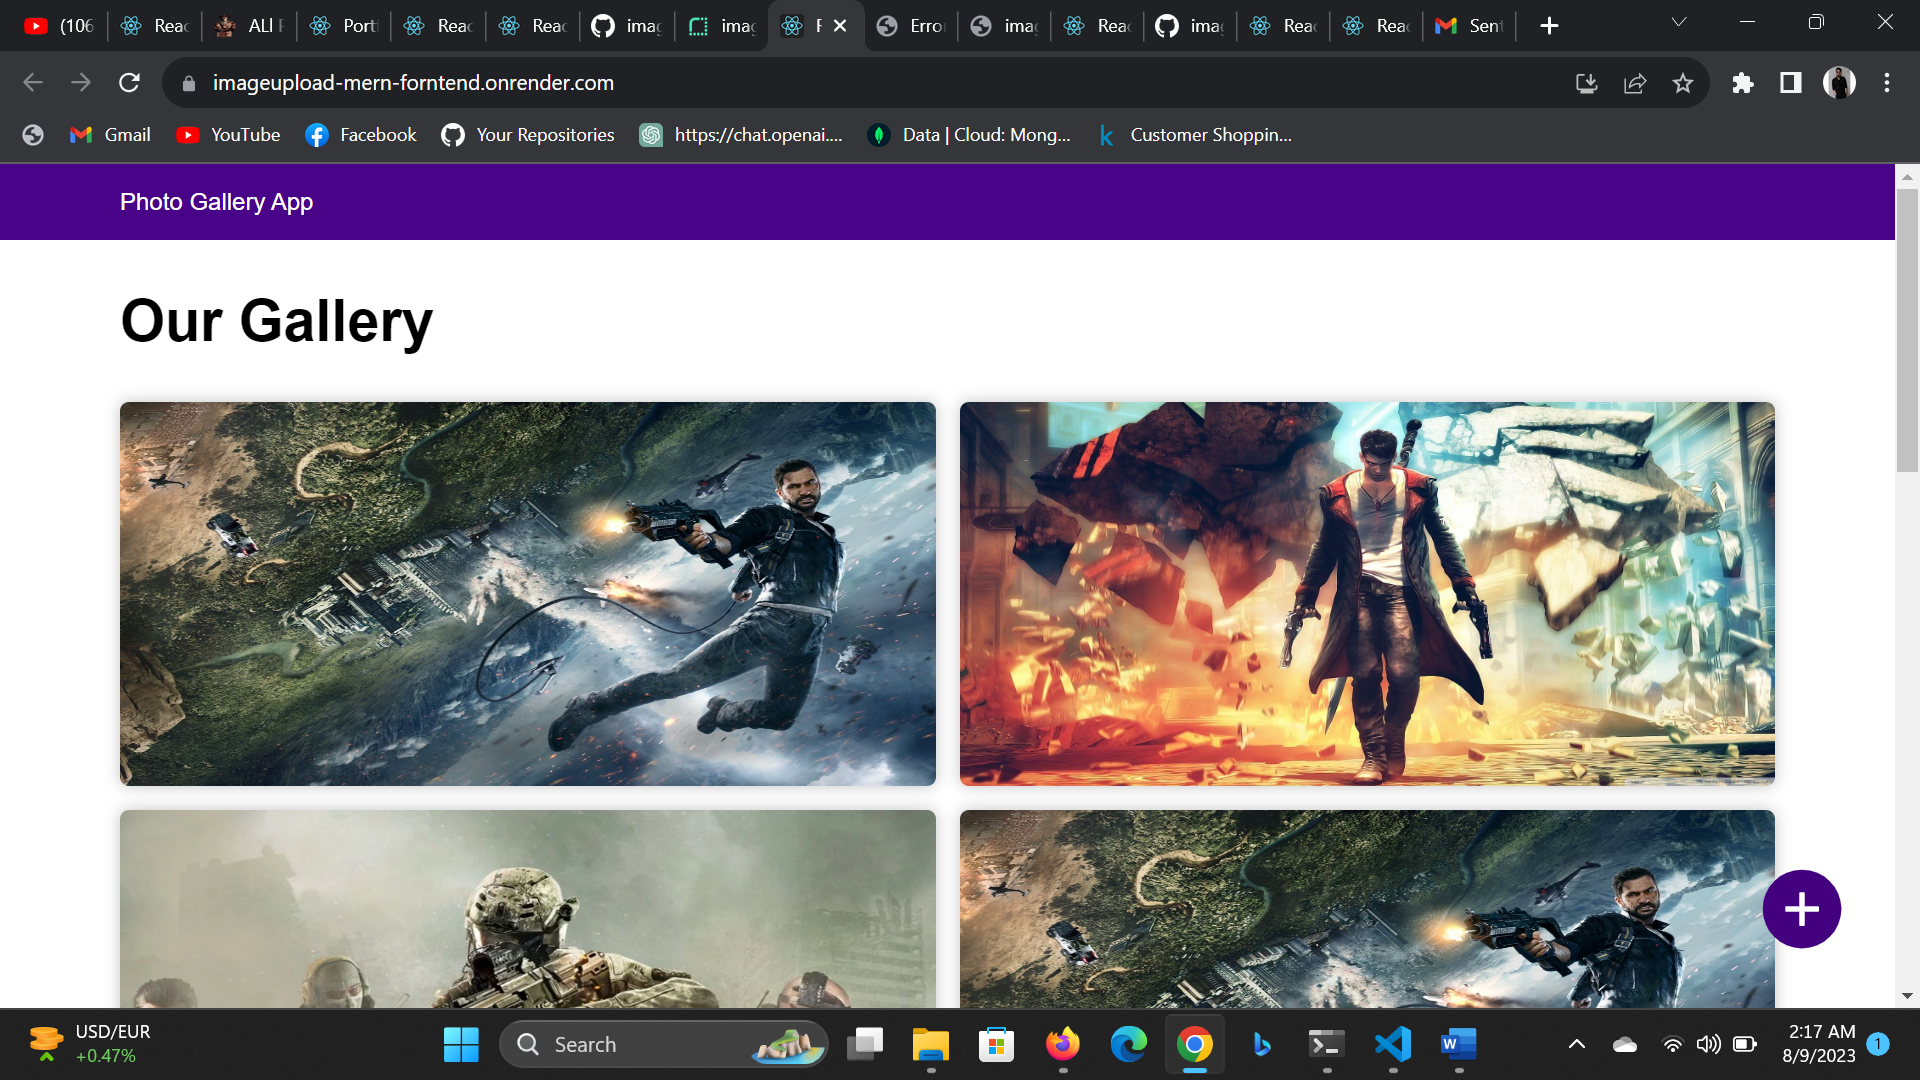 (106 Reac ALl P Port Reac Reac imag imag F Erro imag Reac imag Reac Reac Sent
imageupload-mern-forntend.onrender.com
Gmail YouTube Facebook Your Repositories https://chat.openai.... Data | Cloud: Mong... Customer Shoppin...
Photo Gallery App
Our Gallery
USD/EUR
+0.47%
Search
2:17 AM
8/9/2023
1